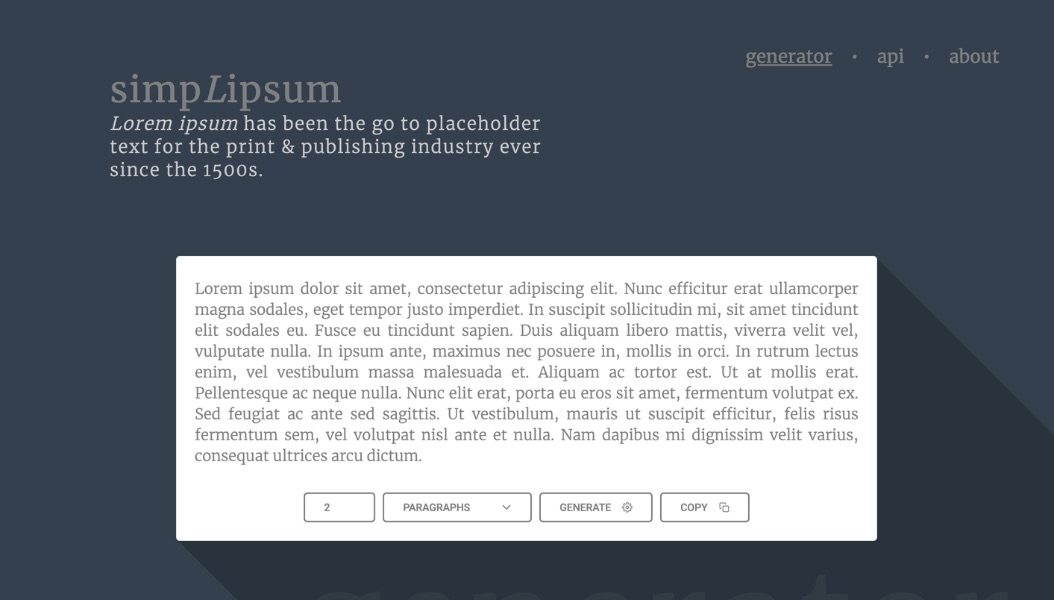 generator · api · about
simpLipsum
Lorem ipsum has been the go to placeholder
text for the print & publishing industry ever
since the 1500s.
Lorem ipsum dolor sit amet, consectetur adipiscing elit. Nunc efficitur erat ullamcorper
magna sodales, eget tempor justo imperdiet. In suscipit sollicitudin mi, sit amet tincidunt
elit sodales eu. Fusce eu tincidunt sapien. Duis aliquam libero mattis, viverra velit vel,
vulputate nulla. In ipsum ante, maximus nec posuere in, mollis in orci. In rutrum lectus
enim, vel vestibulum massa malesuada et. Aliquam ac tortor est. Ut at mollis erat.
Pellentesque ac neque nulla. Nunc elit erat, porta eu eros sit amet, fermentum volutpat ex.
Sed feugiat ac ante sed sagittis. Ut vestibulum, mauris ut suscipit efficitur, felis risus
fermentum sem, vel volutpat nisl ante et nulla. Nam dapibus mi dignissim velit varius,
consequat ultrices arcu dictum.
2 PARAGRAPHS GENERATE COPY
generator